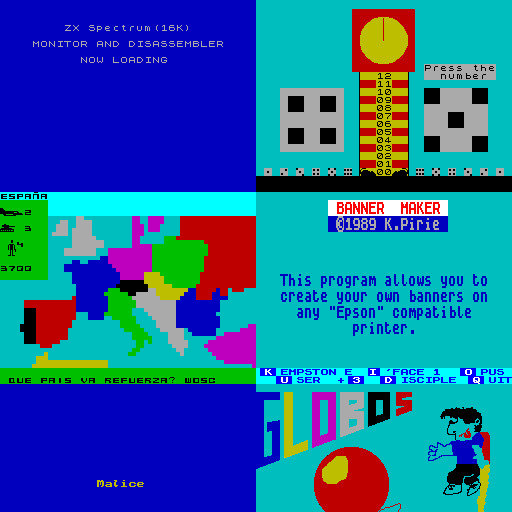 ZX Spectrum(16K)
MONITOR AND DISASSEMBLER
NOW LOADING
Press the
number
12
11
10
09
08
07
06
05
04
03
02
01
00
ESPAÑA
2
3
4
3700
QUE PAIS VA REFUERZA? WOSC
BANNER MAKER
©1989 K.Pirie
This program allows you to
create your own banners on
any "Epson" compatible
printer.
K EMPSTON E I 'FACE 1 O PUS
U SER +3 D ISCIPLE Q UIT
Malice
GLOBOS